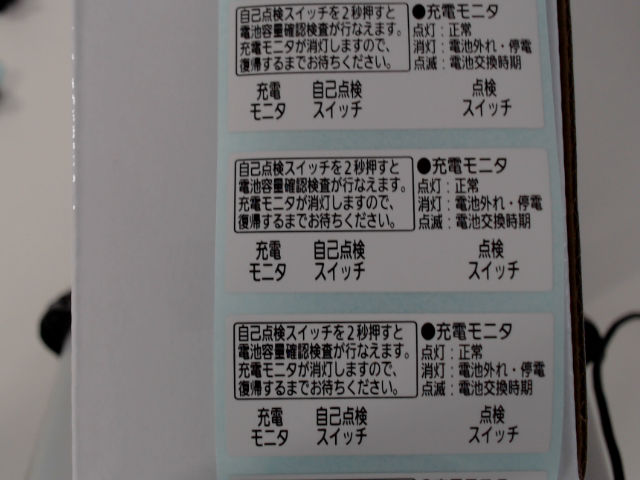 自己点検スイッチを2秒押すと
電池容量確認検査が行なえます。
充電モニタが消灯しますので、
復帰するまでお待ちください。
●充電モニタ
点灯：正常
消灯：電池外れ・停電
点滅：電池交換時期
充電 自己点検 点検
モニタ スイッチ スイッチ
自己点検スイッチを2秒押すと
電池容量確認検査が行なえます。
充電モニタが消灯しますので、
復帰するまでお待ちください。
●充電モニタ
点灯：正常
消灯：電池外れ・停電
点滅：電池交換時期
充電 自己点検 点検
モニタ スイッチ スイッチ
自己点検スイッチを2秒押すと
電池容量確認検査が行なえます。
充電モニタが消灯しますので、
復帰するまでお待ちください。
●充電モニタ
点灯：正常
消灯：電池外れ・停電
点滅：電池交換時期
充電 自己点検 点検
モニタ スイッチ スイッチ